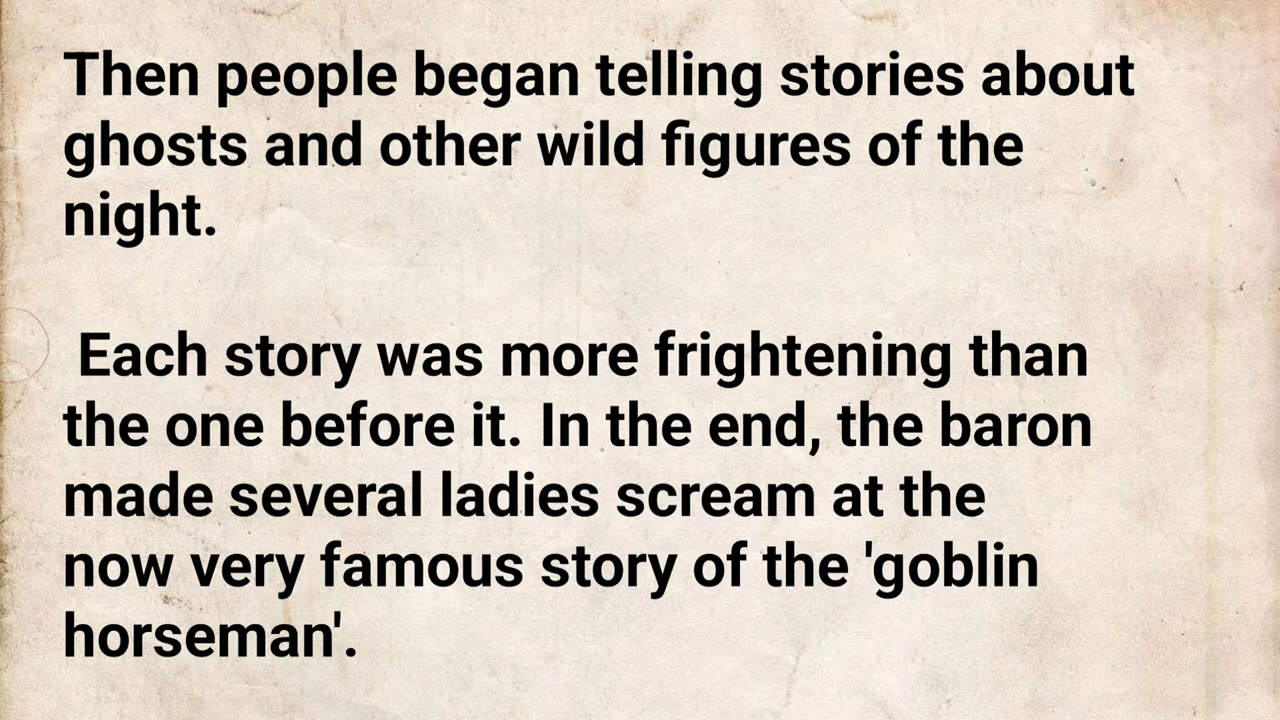 Then people began telling stories about
ghosts and other wild figures of the
night.
Each story was more frightening than
the one before it. In the end, the baron
made several ladies scream at the
now very famous story of the 'goblin
horseman'.